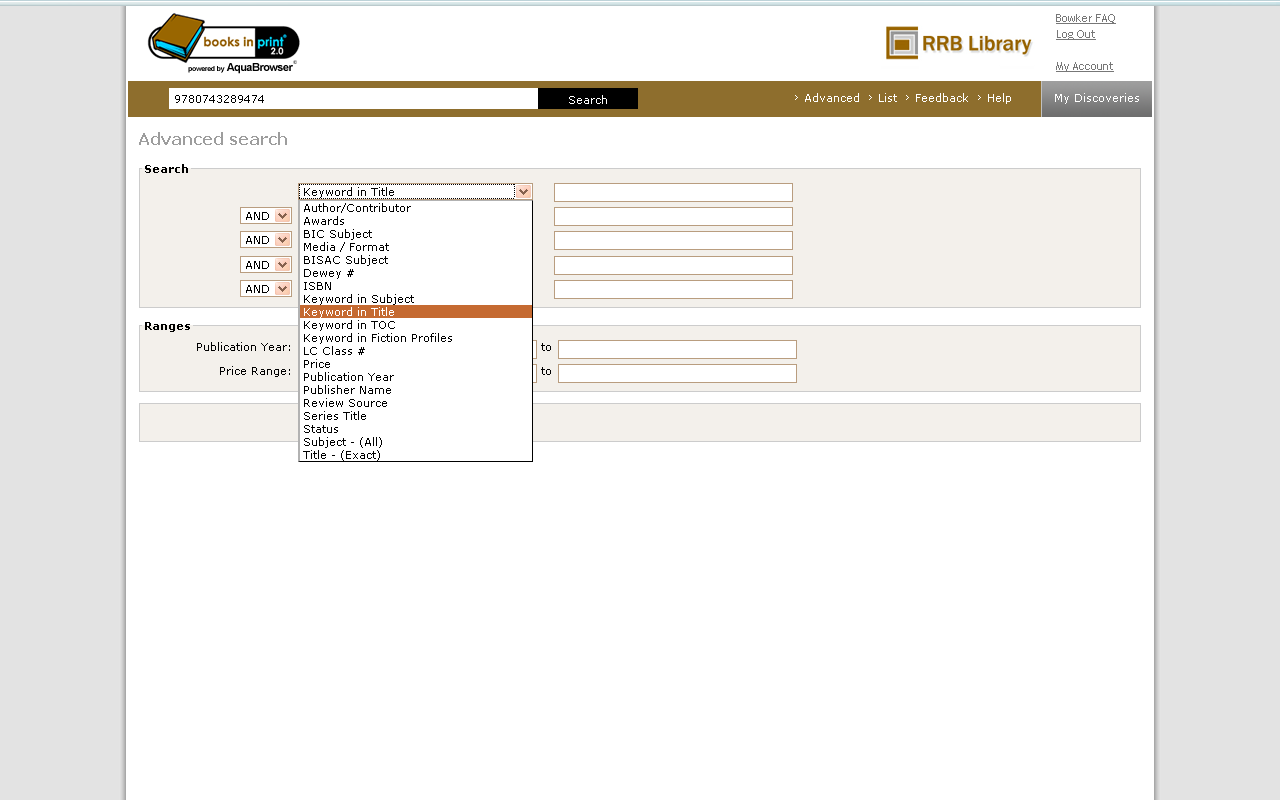 books in print 2.0
powered by AquaBrowser
RRB Library
Bowker FAQ
Log Out
My Account
9780743289474
Search
Advanced
List
Feedback
Help
My Discoveries
Advanced search
Search
Keyword in Title
AND
AND
AND
AND
Author/Contributor
Awards
BIC Subject
Media / Format
BISAC Subject
Dewey #
ISBN
Keyword in Subject
Keyword in Title
Keyword in TOC
Keyword in Fiction Profiles
LC Class #
Price
Publication Year
Publisher Name
Review Source
Series Title
Status
Subject - (All)
Title - (Exact)
Ranges
Publication Year:
to
Price Range:
to